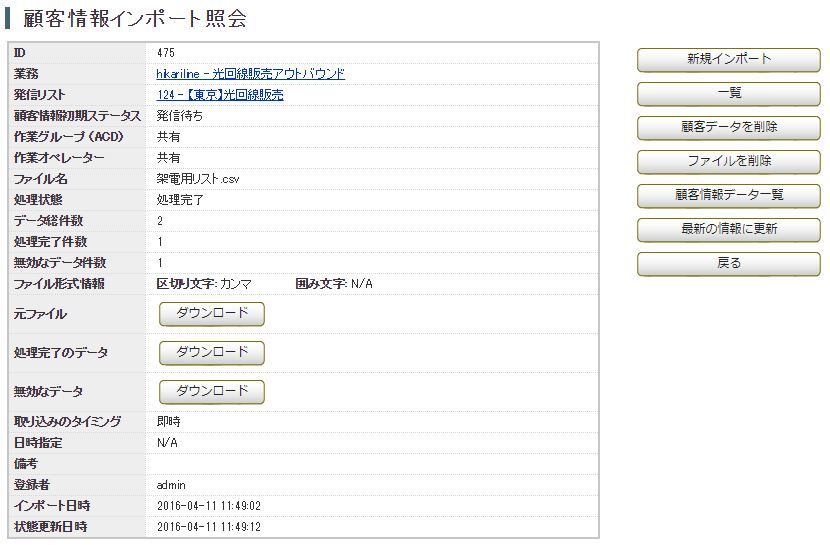 顧客情報インポート照会
ID 475
業務 hikariline - 光回線販売アウトバウンド
発信リスト 124 - 【東京】光回線販売
顧客情報初期ステータス 発信待ち
作業グループ（ACD） 共有
作業オペレーター 共有
ファイル名 架電用リスト.csv
処理状態 処理完了
データ総件数 2
処理完了件数 1
無効なデータ件数 1
ファイル形式情報 区切り文字: カンマ 囲み文字: N/A
元ファイル ダウンロード
処理完了のデータ ダウンロード
無効なデータ ダウンロード
取り込みのタイミング 即時
日時指定 N/A
備考
登録者 admin
インポート日時 2016-04-11 11:49:02
状態更新日時 2016-04-11 11:49:12
新規インポート
一覧
顧客データを削除
ファイルを削除
顧客情報データ一覧
最新の情報に更新
戻る